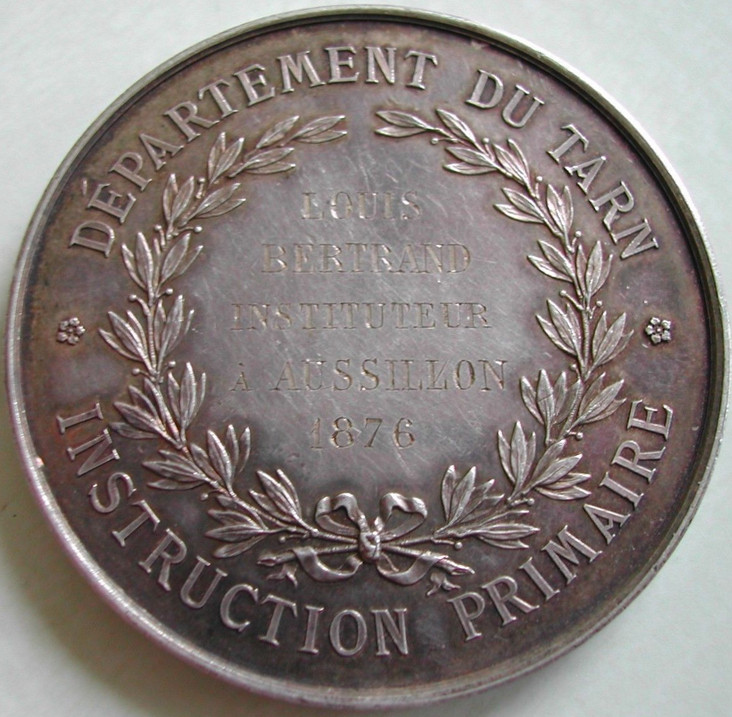 DÉPARTEMENT DU TARN
LOUIS
BERTRAND
INSTITUTEUR
À AUSSILLON
1876
INSTRUCTION PRIMAIRE